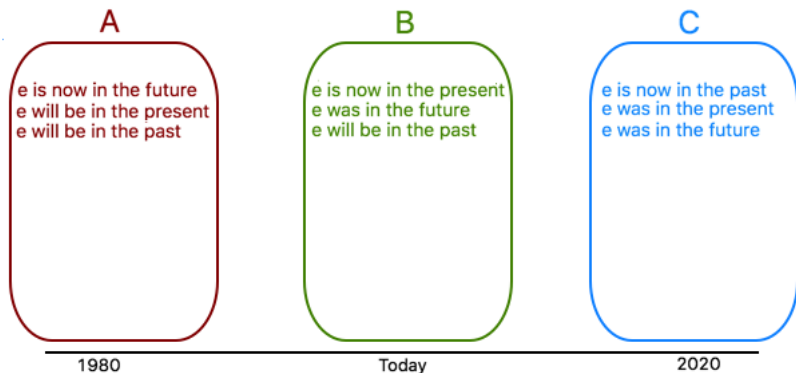 A
e is now in the future
e will be in the present
e will be in the past
B
e is now in the present
e was in the future
e will be in the past
C
e is now in the past
e was in the present
e was in the future
1980
Today
2020